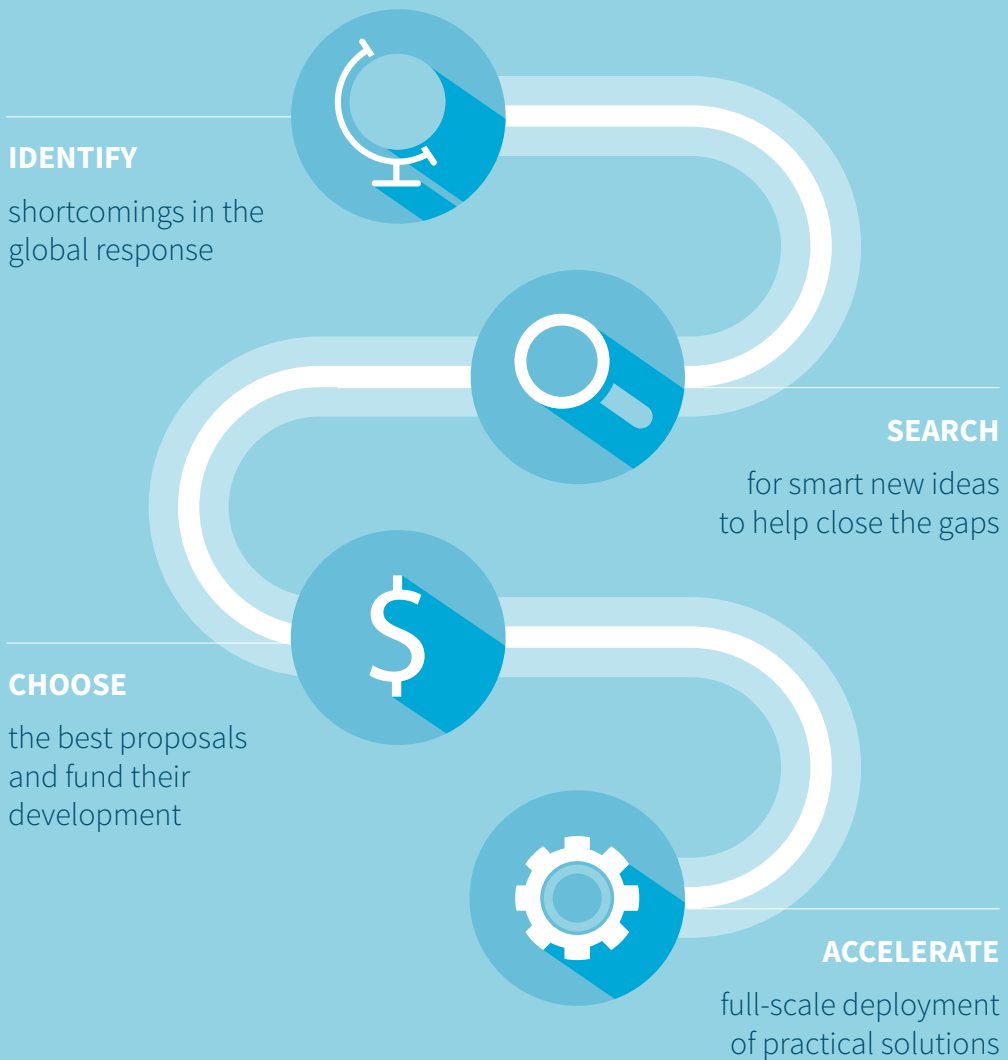 IDENTIFY
shortcomings in the
global response
SEARCH
for smart new ideas
to help close the gaps
$
CHOOSE
the best proposals
and fund their
development
ACCELERATE
full-scale deployment
of practical solutions